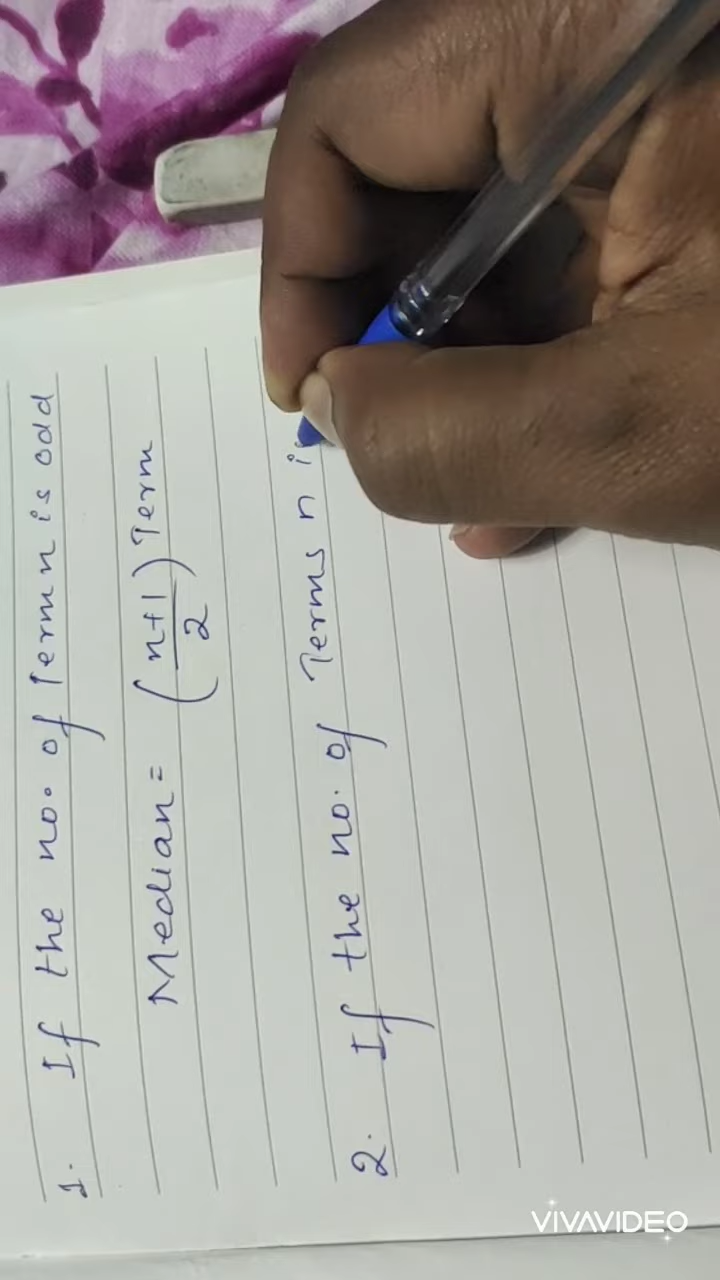 1. If the no. of Term n is odd
Median = (n+1/2) Term
2. If the no. of Terms n i
VIVAVIDEO